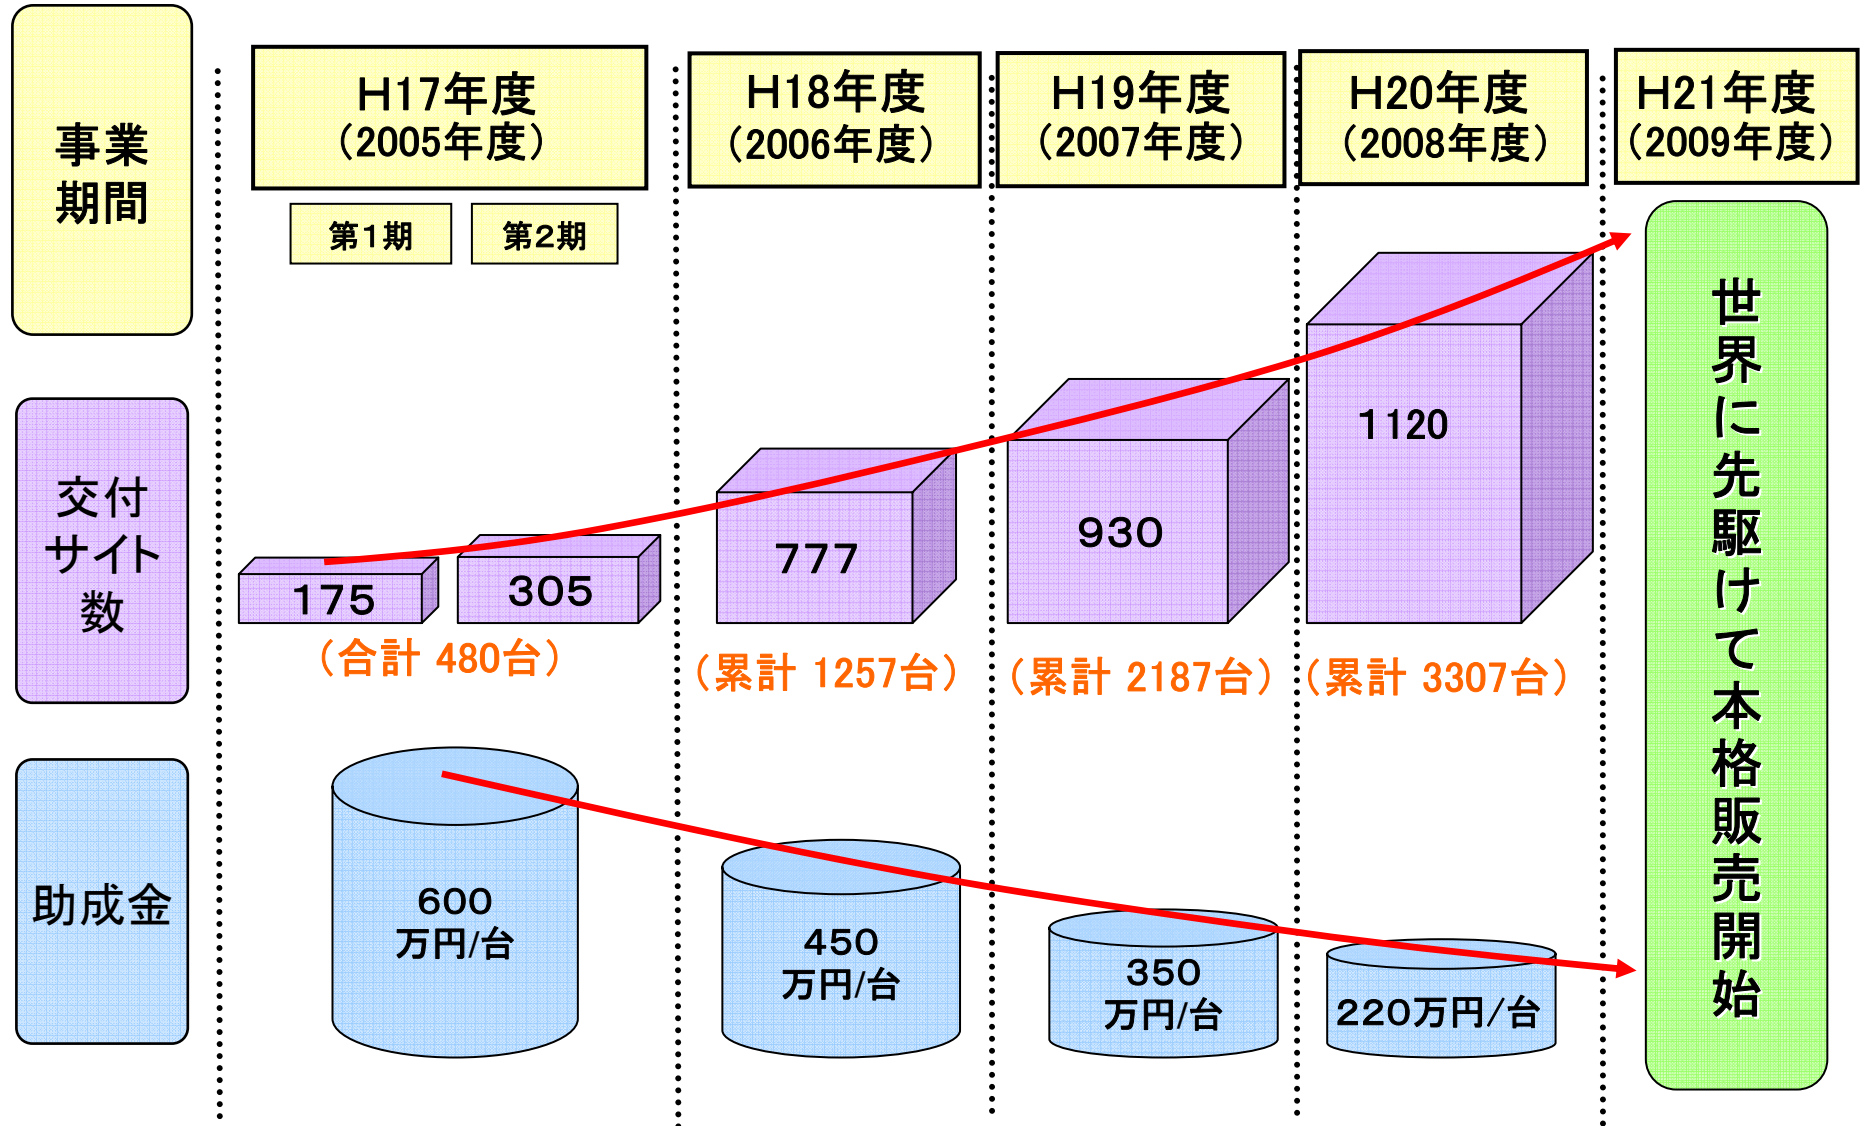 事業
期間
H17年度
（2005年度）
H18年度
（2006年度）
H19年度
（2007年度）
H20年度
（2008年度）
H21年度
（2009年度）
第１期
第２期
交付
サイト
数
175
305
777
930
1120
（合計 480台）
（累計 1257台）
（累計 2187台）
（累計 3307台）
助成金
600
万円/台
450
万円/台
350
万円/台
220万円/台
世界に先駆けて本格販売開始